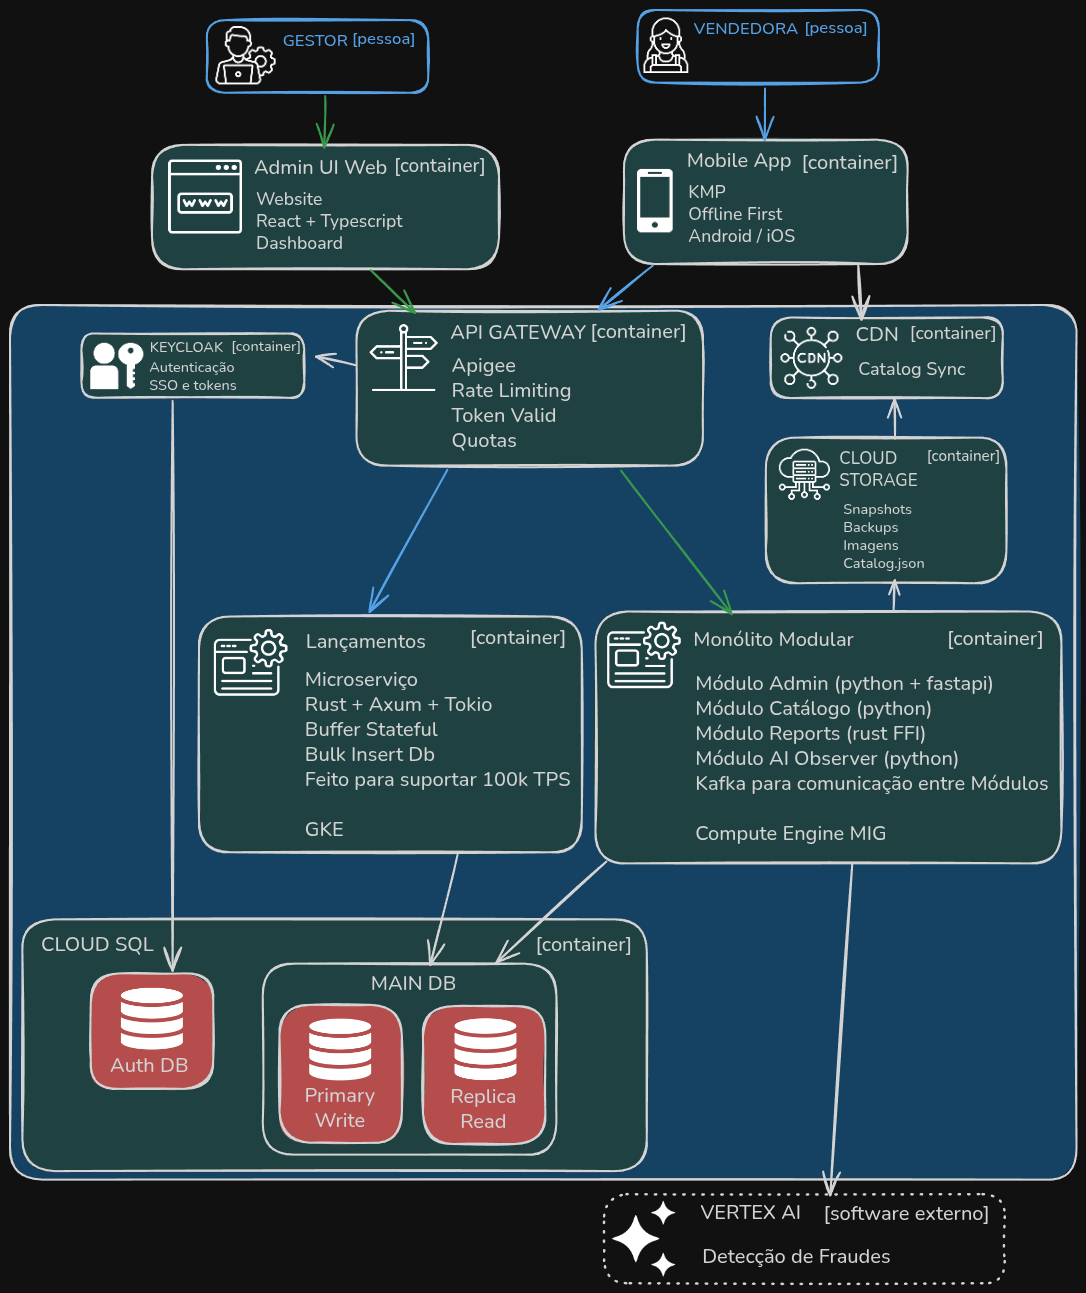 GESTOR [pessoa]
VENDEDORA [pessoa]
Admin UI Web [container]
Website
React + Typescript
Dashboard
WWW
Mobile App [container]
KMP
Offline First
Android / iOS
KEYCLOAK [container]
Autenticação
SSO e tokens
API GATEWAY [container]
Apigee
Rate Limiting
Token Valid
Quotas
CDN [container]
Catalog Sync
CDN
CLOUD [container]
STORAGE
Snapshots
Backups
Imagens
Catalog.json
Lançamentos [container]
Microserviço
Rust + Axum + Tokio
Buffer Stateful
Bulk Insert Db
Feito para suportar 100k TPS
GKE
Monólito Modular [container]
Módulo Admin (python + fastapi)
Módulo Catálogo (python)
Módulo Reports (rust FFI)
Módulo AI Observer (python)
Kafka para comunicação entre Módulos
Compute Engine MIG
CLOUD SQL [container]
Auth DB
MAIN DB
Primary
Write
Replica
Read
VERTEX AI [software externo]
Detecção de Fraudes